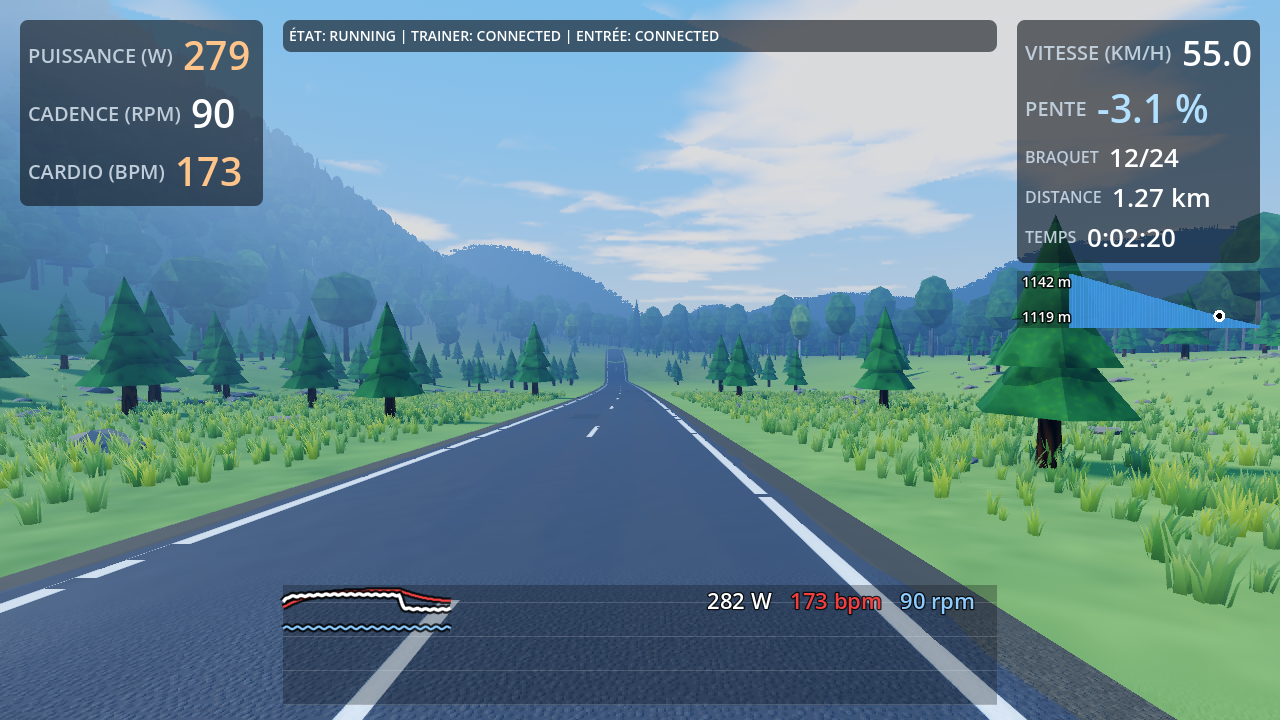 PUISSANCE (W) 279
CADENCE (RPM) 90
CARDIO (BPM) 173
ÉTAT: RUNNING | TRAINER: CONNECTED | ENTRÉE: CONNECTED
VITESSE (KM/H) 55.0
PENTE -3.1 %
BRAQUET 12/24
DISTANCE 1.27 km
TEMPS 0:02:20
1142 m
1119 m
282 W 173 bpm 90 rpm